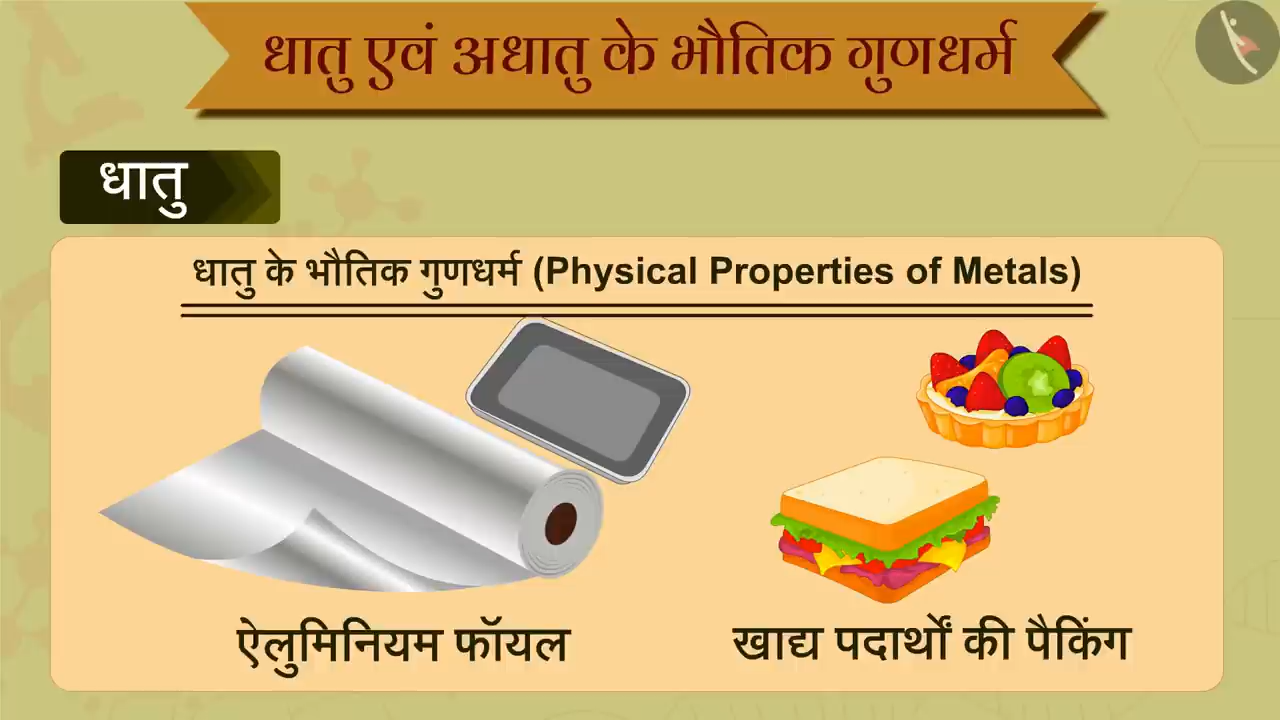 धातु एवं अधातु के भौतिक गुणधर्म
धातु
धातु के भौतिक गुणधर्म (Physical Properties of Metals)
ऐलुमिनियम फॉयल
खाद्य पदार्थों की पैकिंग